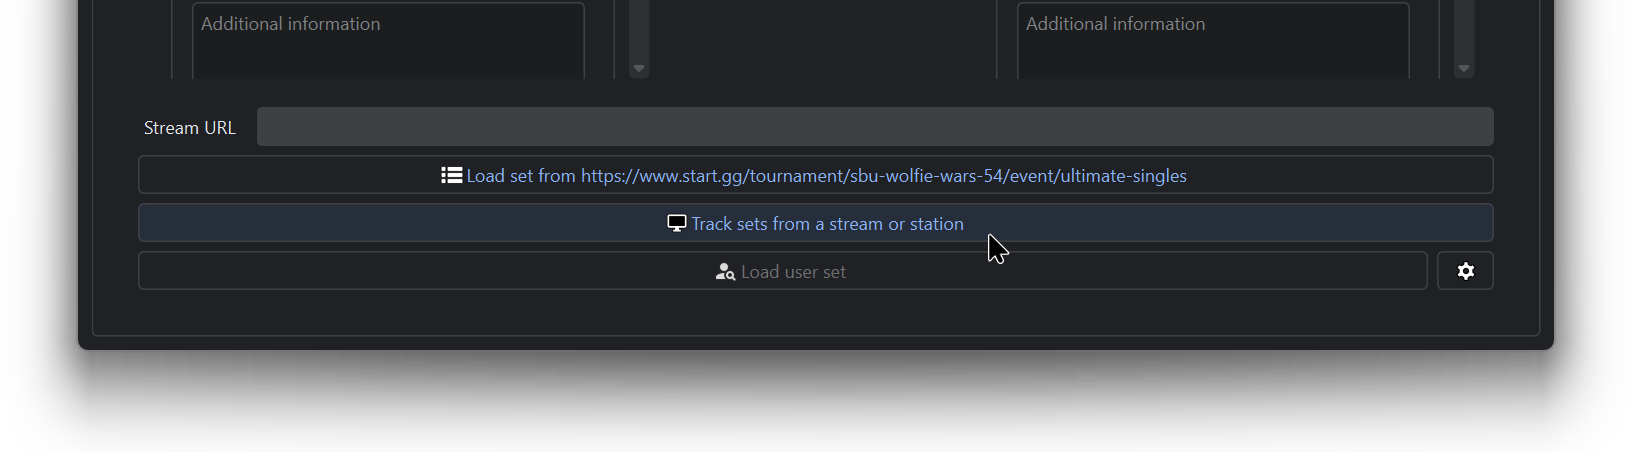 Additional information
Additional information
Stream URL
Load set from https://www.start.gg/tournament/sbu-wolfie-wars-54/event/ultimate-singles
Track sets from a stream or station
Load user set